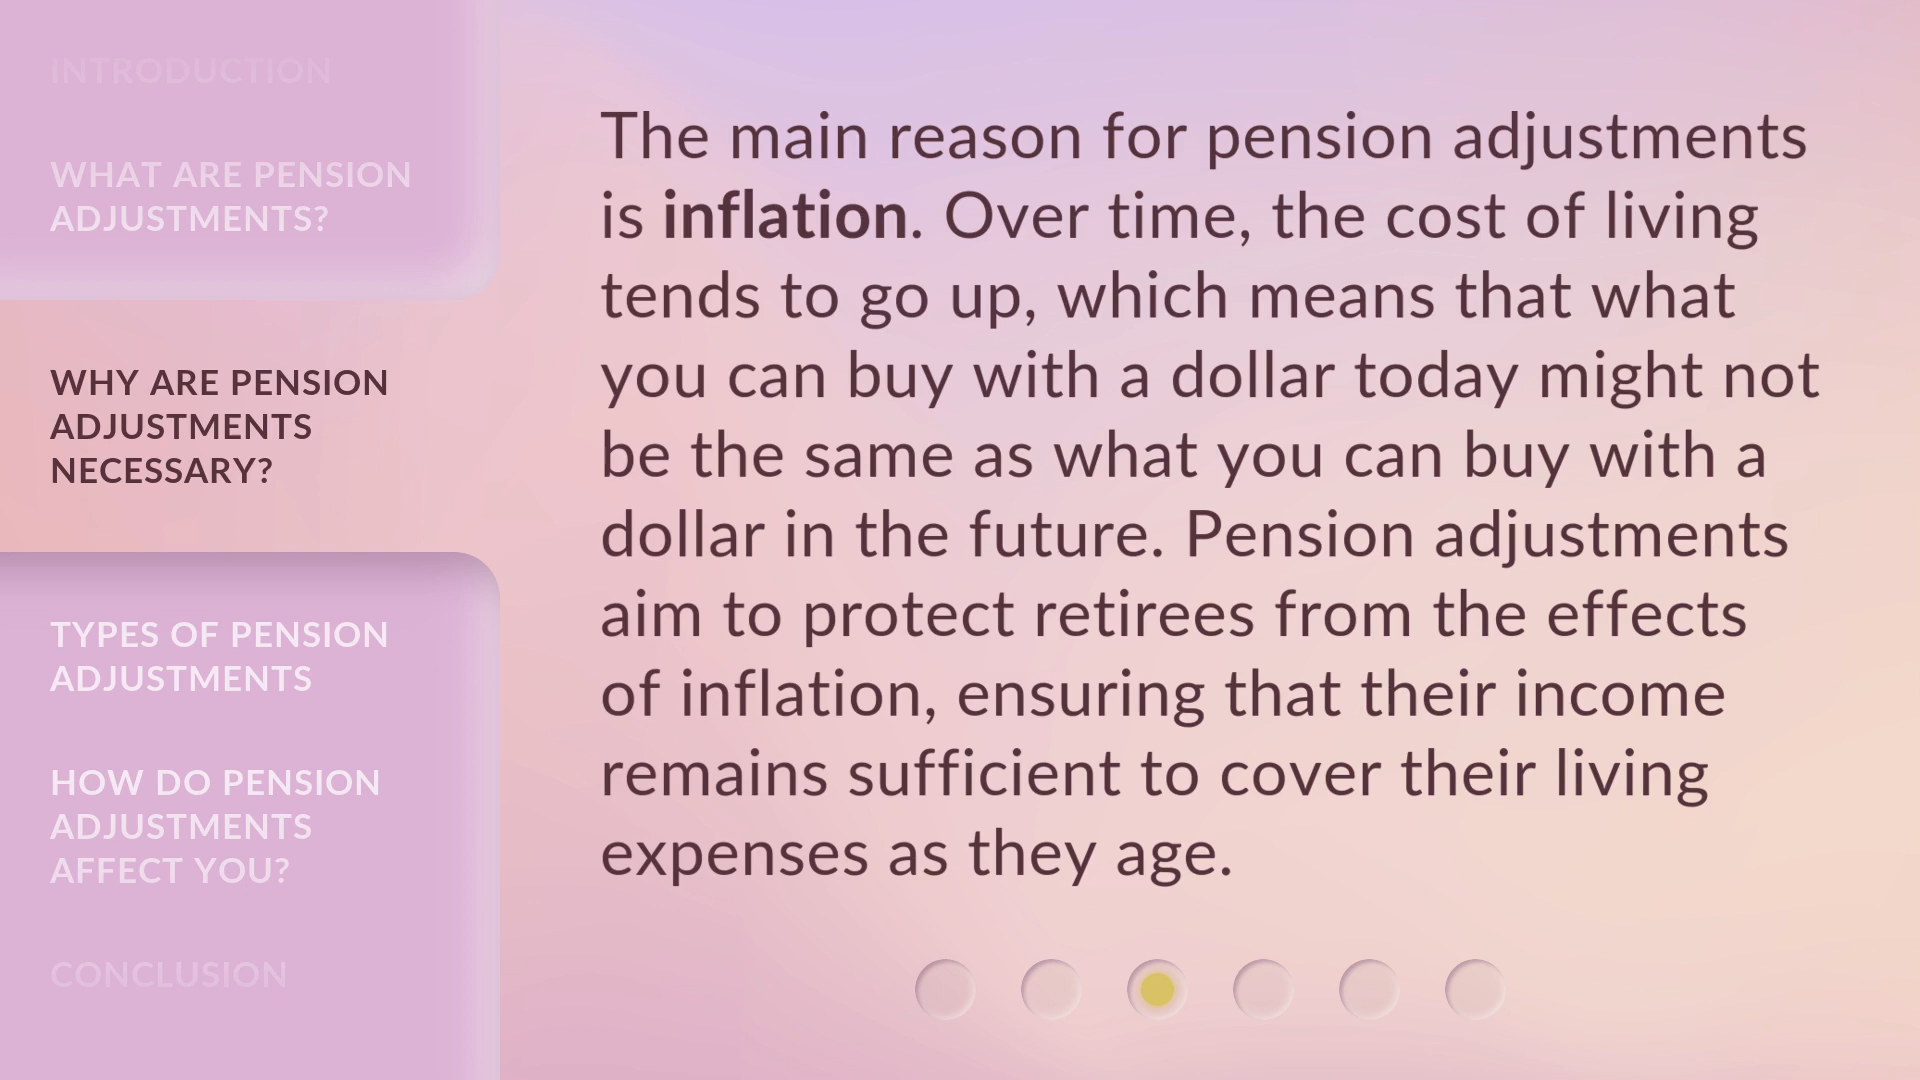 INTRODUCTION
WHAT ARE PENSION
ADJUSTMENTS?
WHY ARE PENSION
ADJUSTMENTS
NECESSARY?
TYPES OF PENSION
ADJUSTMENTS
HOW DO PENSION
ADJUSTMENTS
AFFECT YOU?
CONCLUSION
The main reason for pension adjustments
is inflation. Over time, the cost of living
tends to go up, which means that what
you can buy with a dollar today might not
be the same as what you can buy with a
dollar in the future. Pension adjustments
aim to protect retirees from the effects
of inflation, ensuring that their income
remains sufficient to cover their living
expenses as they age.